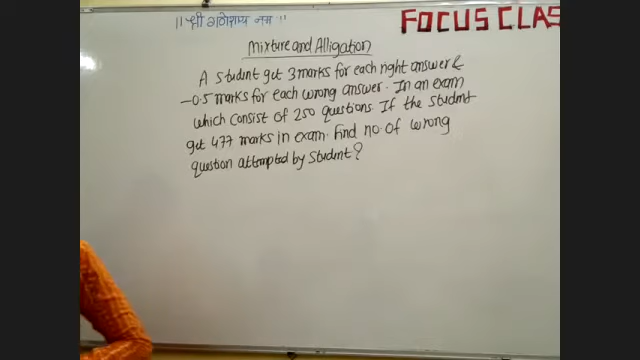 || श्री गणेशाय नमः ||
FOCUS CLAS
Mixture and Alligation
A student get 3 marks for each right answer &
-0.5 marks for each wrong answer. In an exam
which consist of 250 questions. If the student
get 477 marks in exam. Find no. of wrong
question attempted by student?